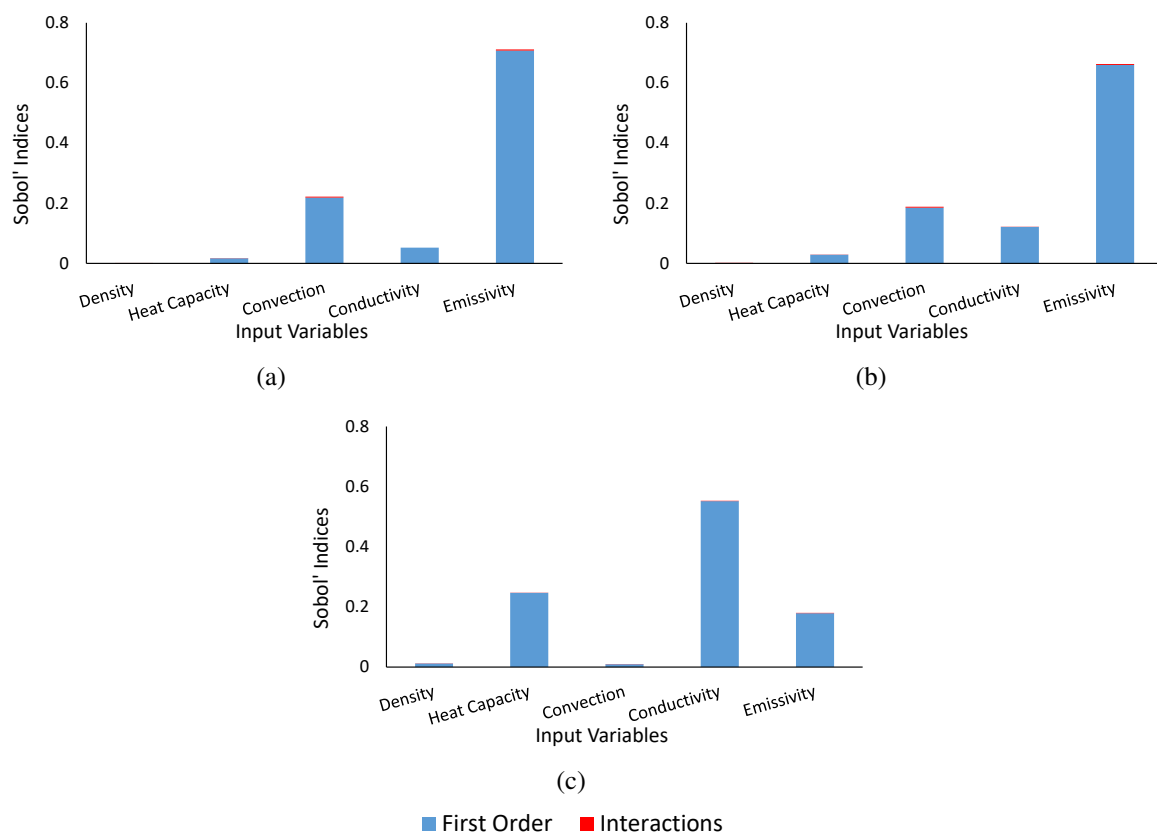 0.8
0.6
0.4
0.2
0
Sobol' Indices
Density
Heat Capacity
Convection
Conductivity
Emissivity
Input Variables
(a)
0.8
0.6
0.4
0.2
0
Sobol' Indices
Density
Heat Capacity
Convection
Conductivity
Emissivity
Input Variables
(b)
0.8
0.6
0.4
0.2
0
Sobol' Indices
Density
Heat Capacity
Convection
Conductivity
Emissivity
Input Variables
(c)
First Order Interactions